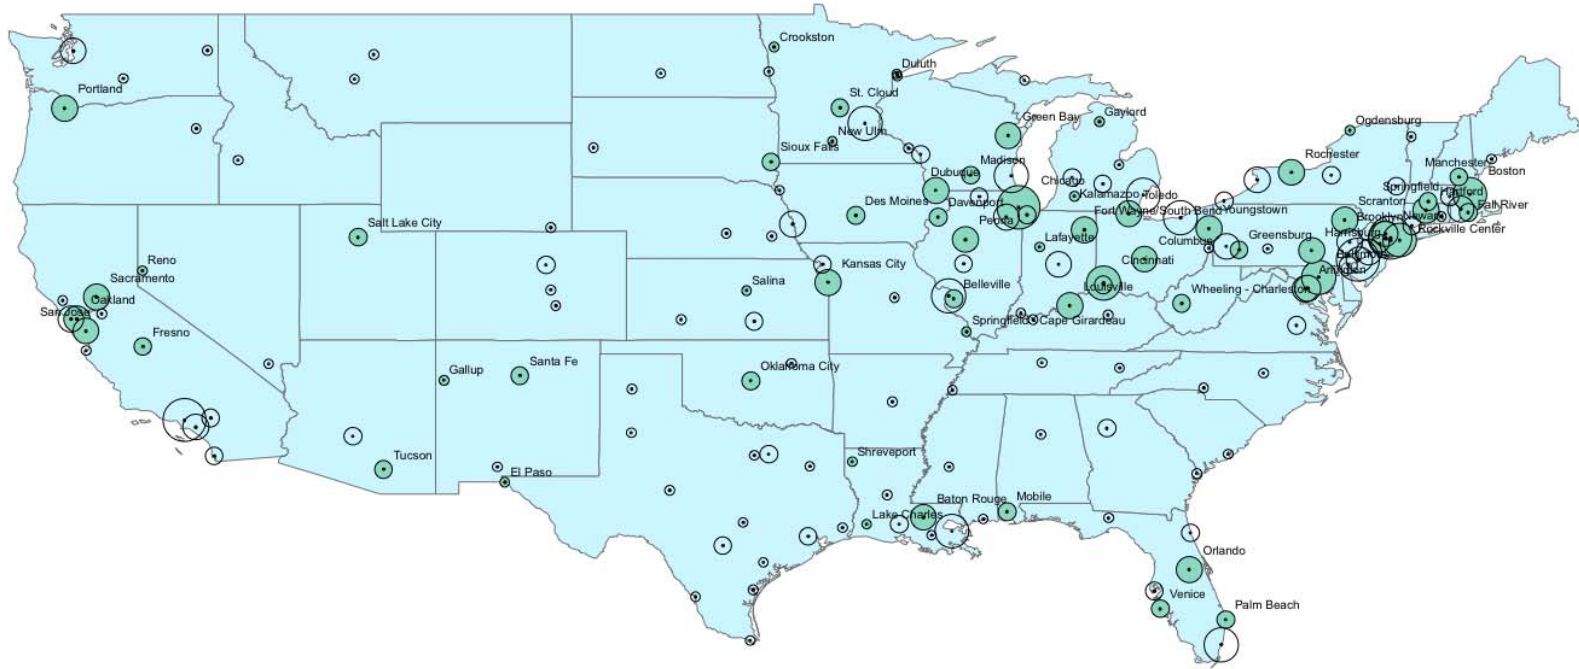 Crookston
Duluth
Portland
St. Cloud
Green Bay
Gaylord
Ogdensburg
New Ulm
Sioux Falls
Madison
Rochester
Manchester
Boston
Dubuque
Chicago
Kalamazoo
Toledo
Springfield
Hartford
Des Moines
Davenport
Scranton
Fall River
Peoria
Fort Wayne/South Bend
Youngstown
Brooklyn
Newark
Rockville Center
Salt Lake City
Lafayette
Columbus
Greensburg
Harrisburg
Baltimore
Reno
Sacramento
Kansas City
Cincinnati
Arlington
Oakland
Salina
Belleville
Louisville
Wheeling - Charleston
San Jose
Springfield - Cape Girardeau
Fresno
Gallup
Santa Fe
Oklahoma City
Tucson
El Paso
Shreveport
Lake Charles
Baton Rouge
Mobile
Orlando
Venice
Palm Beach